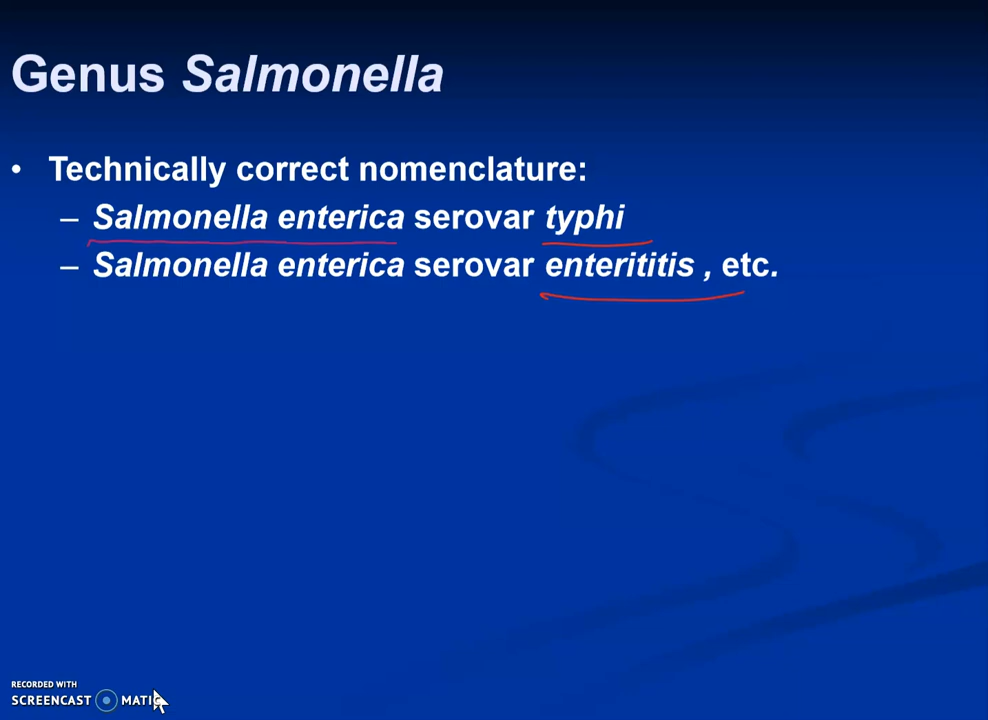 Genus Salmonella
• Technically correct nomenclature:
– Salmonella enterica serovar typhi
– Salmonella enterica serovar enterititis , etc.
RECORDED WITH
SCREENCAST MATIC